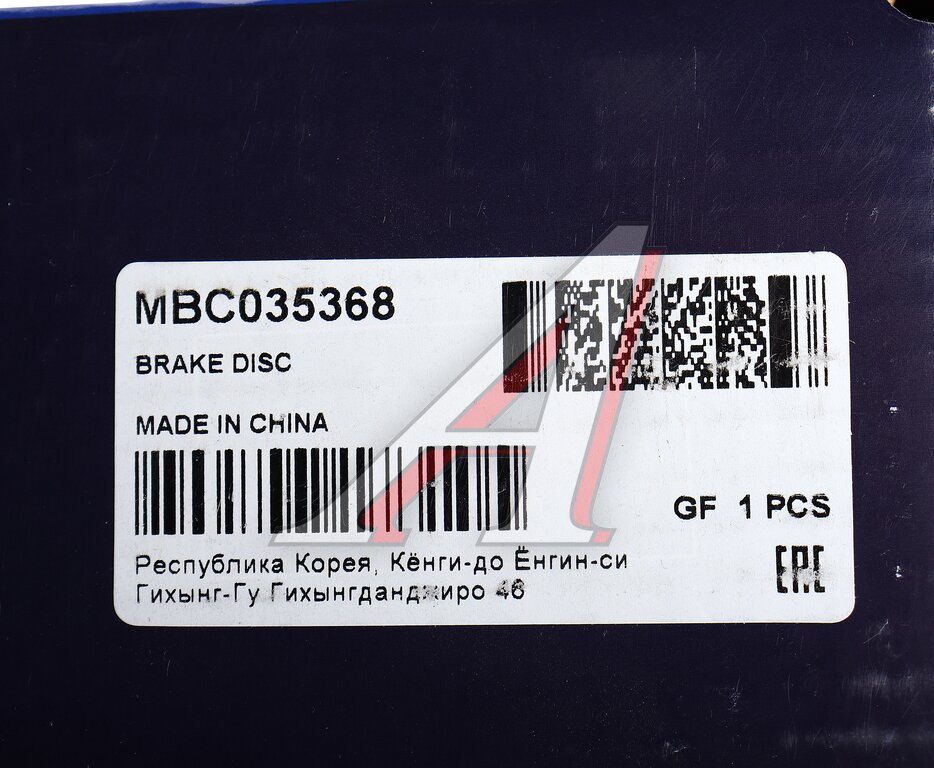 MBC035368
BRAKE DISC
MADE IN CHINA
GF 1 PCS
Республика Корея, Кёнги-до Ёнгин-си
Гихынг-Гу Гихынгданджиро 46
EAC